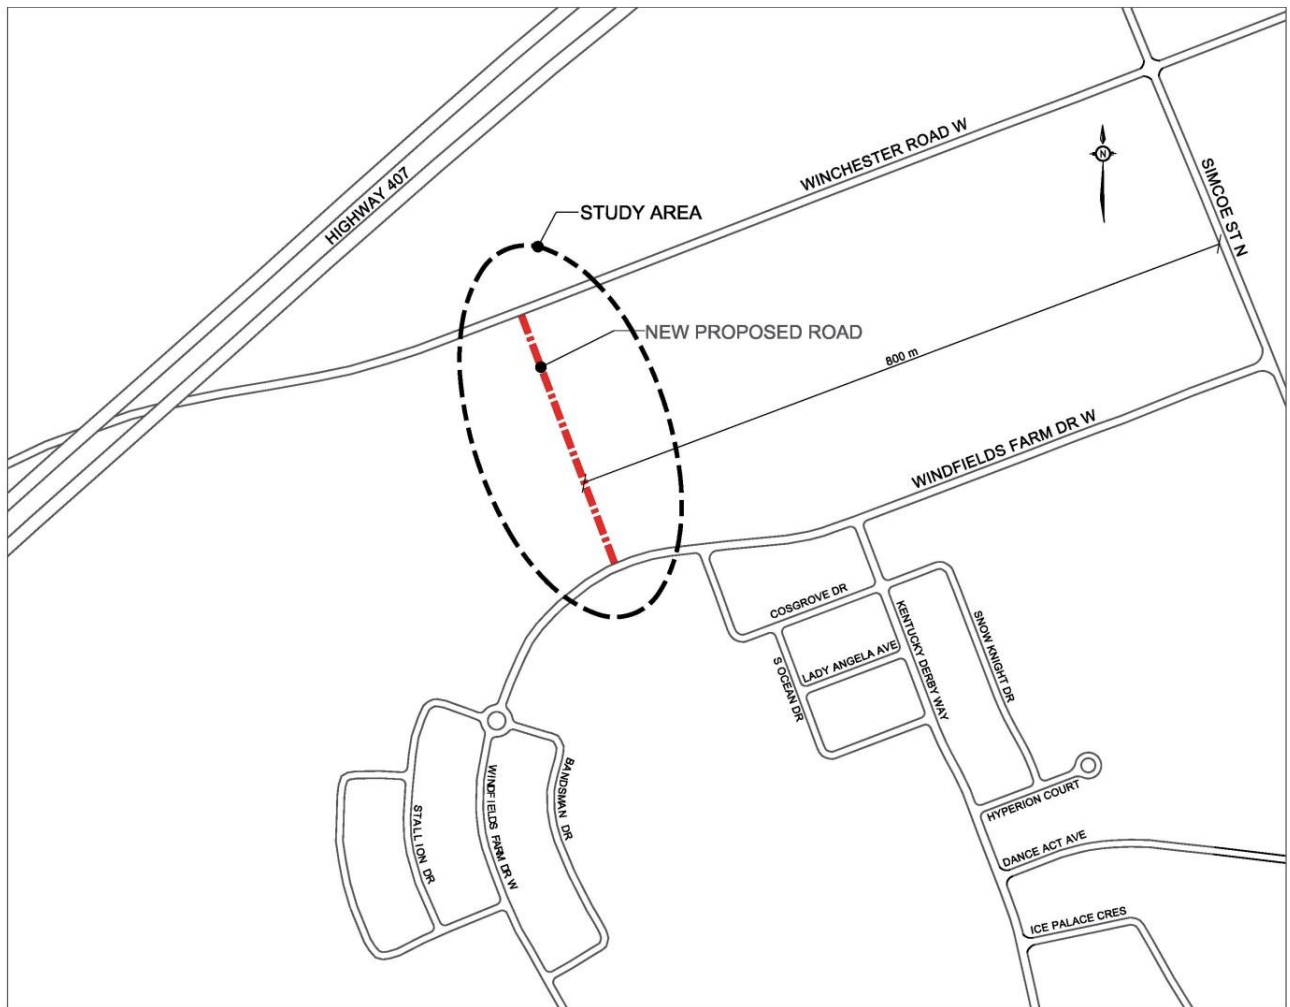 WINCHESTER ROAD W
N
HIGHWAY 407
SIMCOE ST N
STUDY AREA
NEW PROPOSED ROAD
800 m
WINDFIELDS FARM DR W
COSGROVE DR
KENTUCKY DERBY WAY
SNOW KNIGHT DR
LADY ANGELA AVE
S OCEAN DR
BANDSMAN DR
WINDFIELDS FARM DR W
STALLION DR
HYPERION COURT
DANCE ACT AVE
ICE PALACE CRES